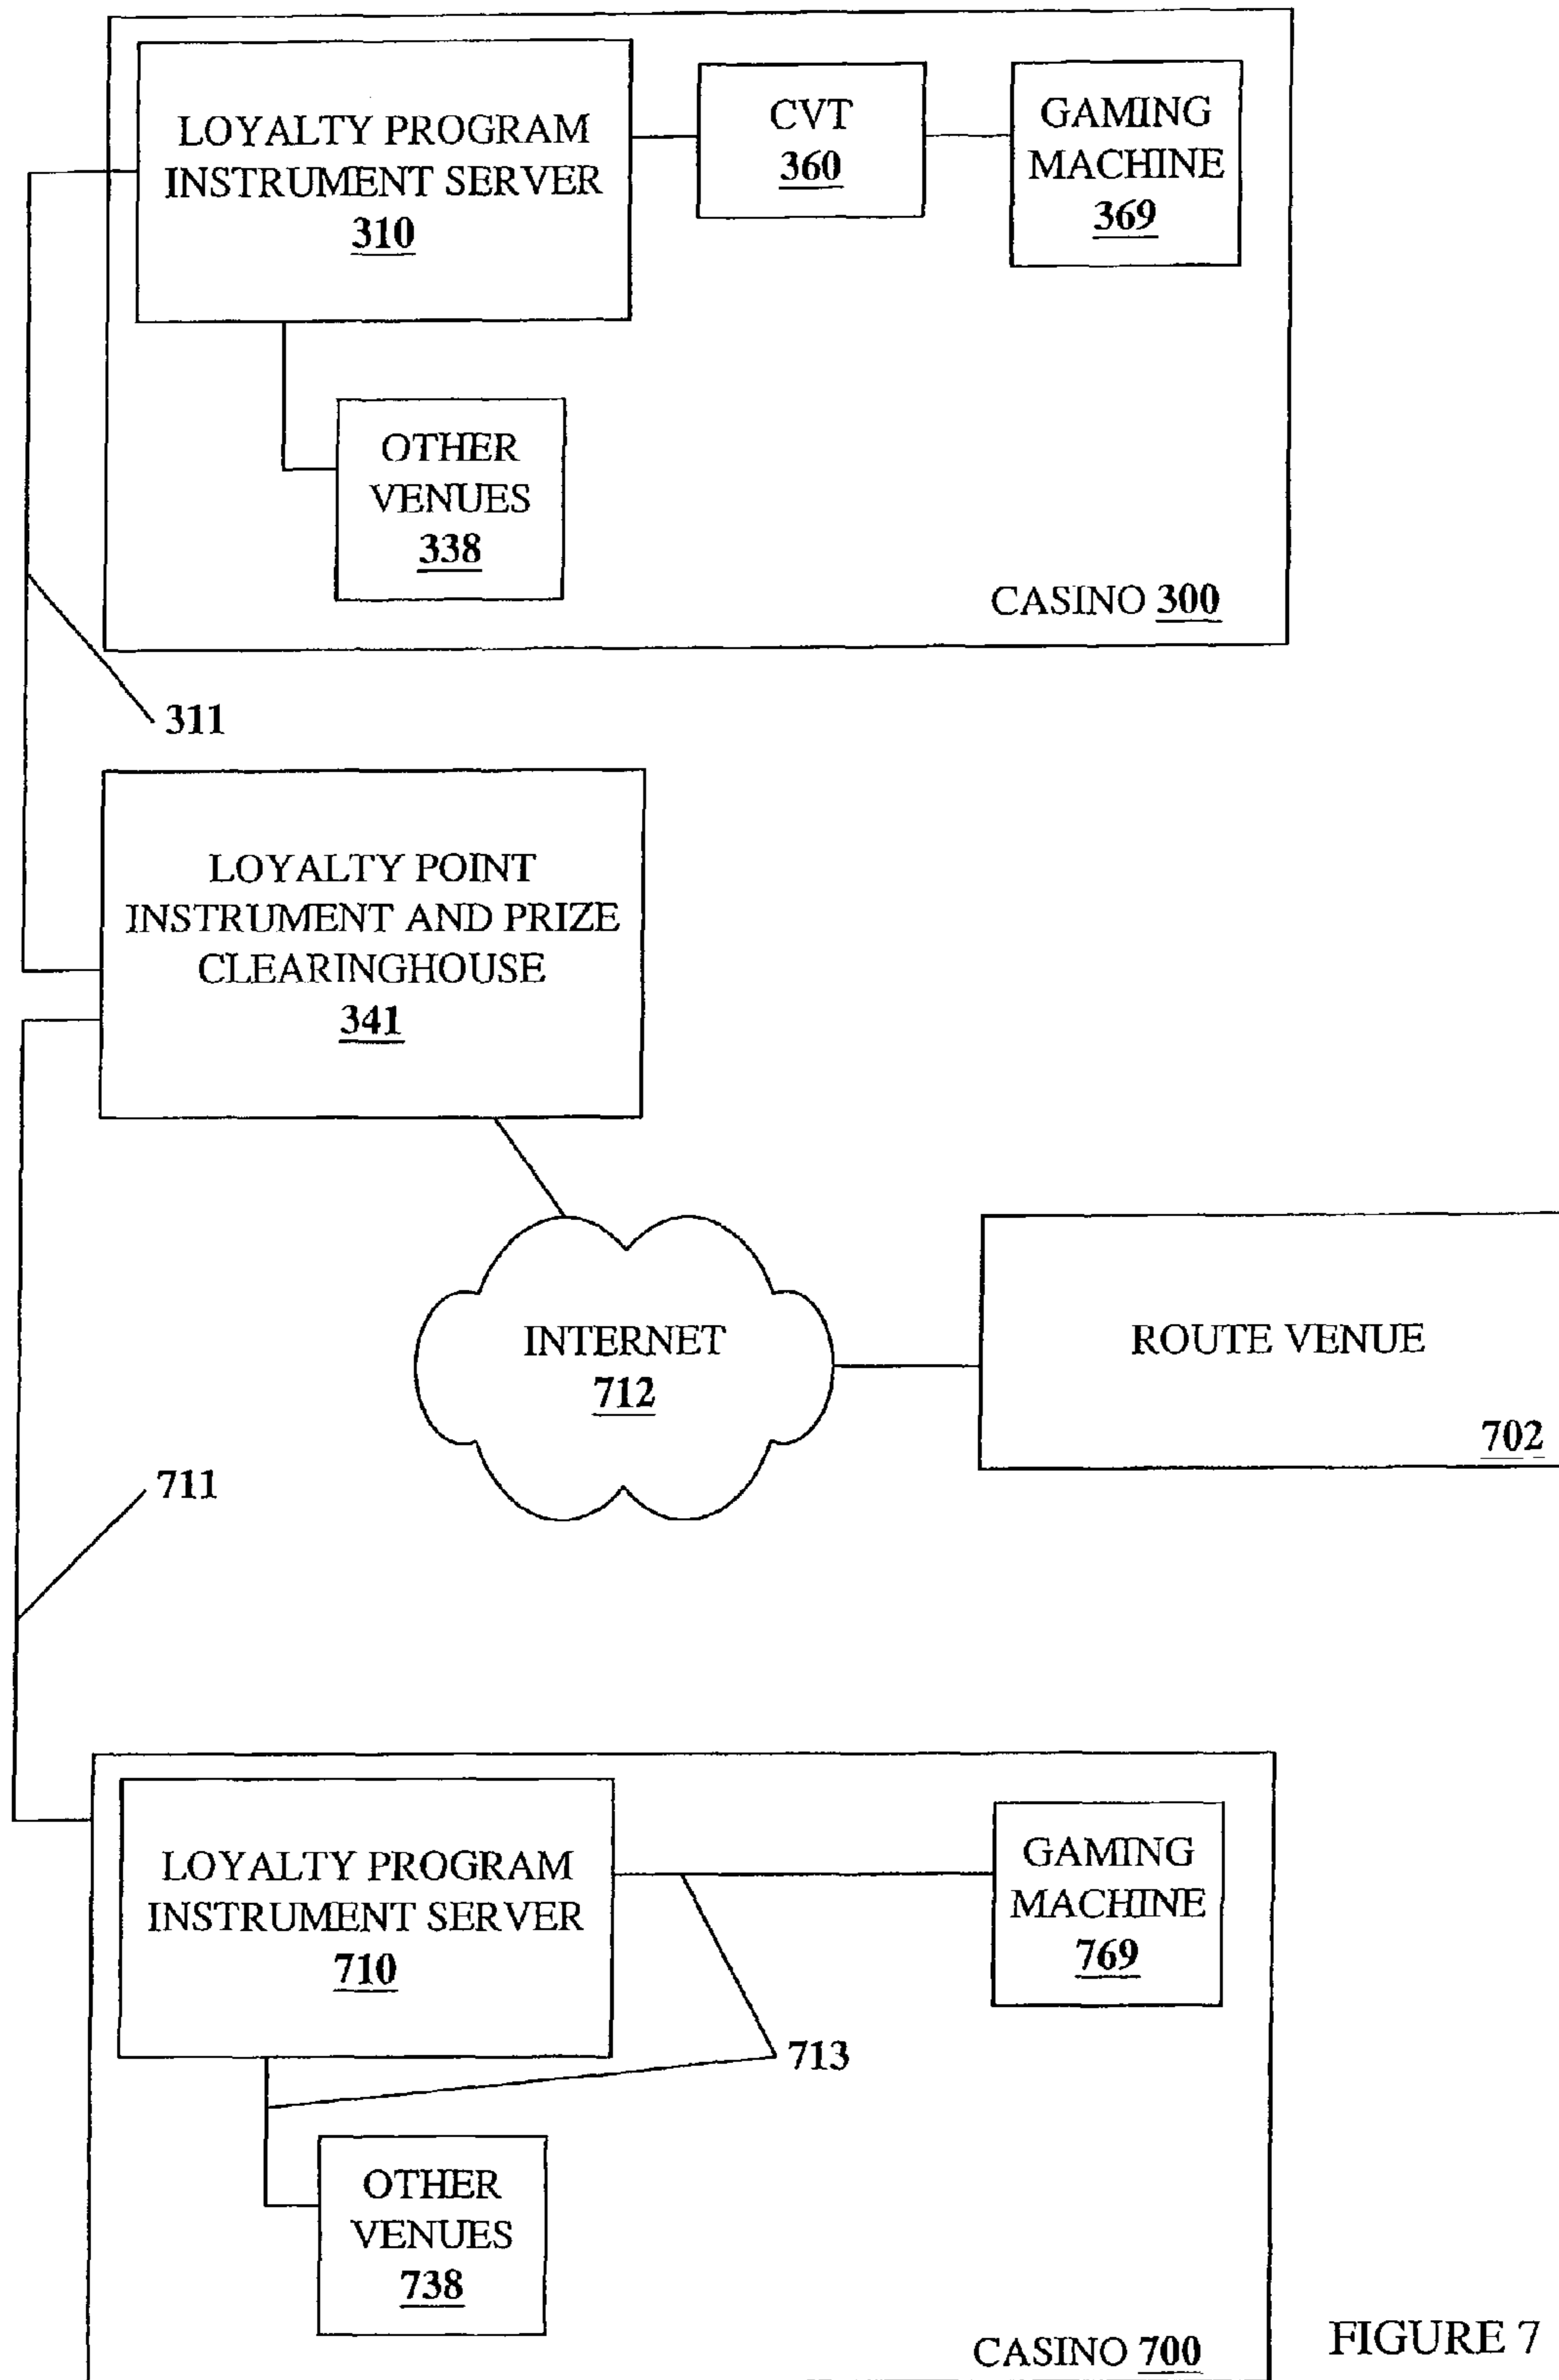 LOYALTY PROGRAM
INSTRUMENT SERVER
310
CVT
360
GAMING
MACHINE
369
OTHER
VENUES
338
CASINO 300
311
LOYALTY POINT
INSTRUMENT AND PRIZE
CLEARINGHOUSE
341
INTERNET
712
ROUTE VENUE
702
711
LOYALTY PROGRAM
INSTRUMENT SERVER
710
GAMING
MACHINE
769
713
OTHER
VENUES
738
CASINO 700
FIGURE 7